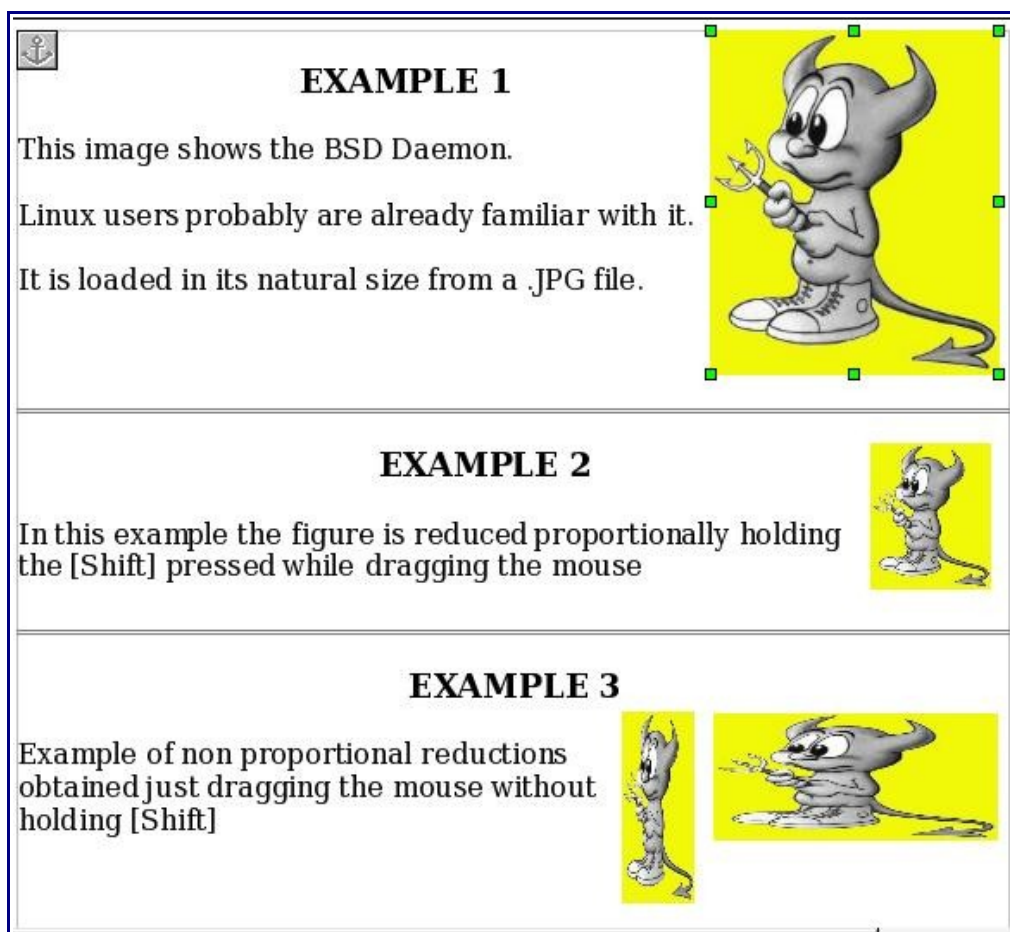 EXAMPLE 1
This image shows the BSD Daemon.
Linux users probably are already familiar with it.
It is loaded in its natural size from a .JPG file.
EXAMPLE 2
In this example the figure is reduced proportionally holding
the [Shift] pressed while dragging the mouse
EXAMPLE 3
Example of non proportional reductions
obtained just dragging the mouse without
holding [Shift]